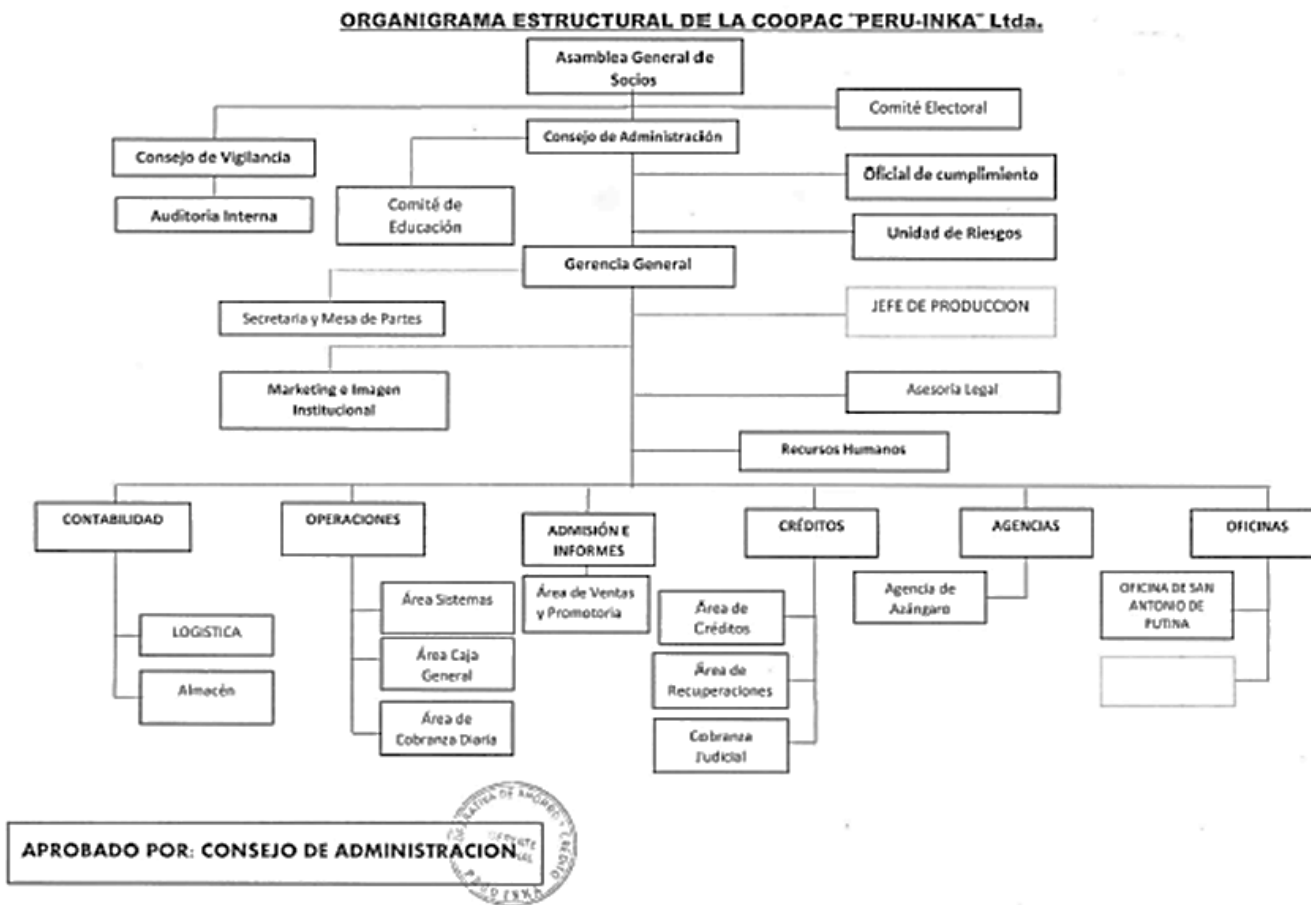 ORGANIGRAMA ESTRUCTURAL DE LA COOPAC "PERU-INKA" Ltda.
Asamblea General de
Socios
Comité Electoral
Consejo de Administración
Consejo de Vigilancia
Oficial de cumplimiento
Auditoria Interna
Comité de
Educación
Unidad de Riesgos
Gerencia General
Secretaria y Mesa de Partes
JEFE DE PRODUCCION
Marketing e Imagen
Institucional
Asesoría Legal
Recursos Humanos
CONTABILIDAD
OPERACIONES
ADMISIÓN E
INFORMES
CRÉDITOS
AGENCIAS
OFICINAS
LOGISTICA
Almacén
Área Sistemas
Área Caja
General
Área de
Cobranza Diaria
Área de Ventas
y Promotoria
Área de
Créditos
Área de
Recuperaciones
Cobranza
Judicial
Agencia de
Azángaro
OFICINA DE SAN
ANTONIO DE
PUTINA
APROBADO POR: CONSEJO DE ADMINISTRACION